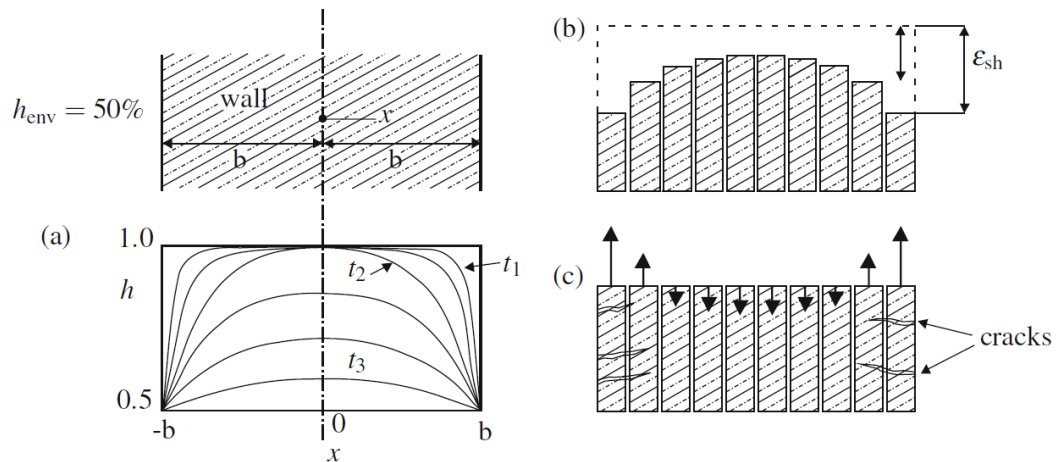 wall
x
h_env = 50%
b b
(a)
1.0
h
0.5
t_1
t_2
t_3
-b 0 b
x
(b)
ε_sh
(c)
cracks